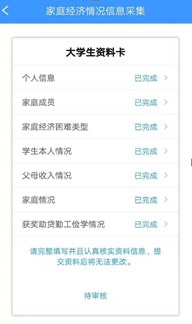 家庭经济情况信息采集
大学生资料卡
个人信息 已完成
家庭成员 已完成
家庭经济困难类型 已完成
学生本人情况 已完成
父母收入情况 已完成
家庭情况 已完成
获奖助贷勤工俭学情况 已完成
请完整填写并且认真核实资料信息，提
交资料后将无法更改。
待审核